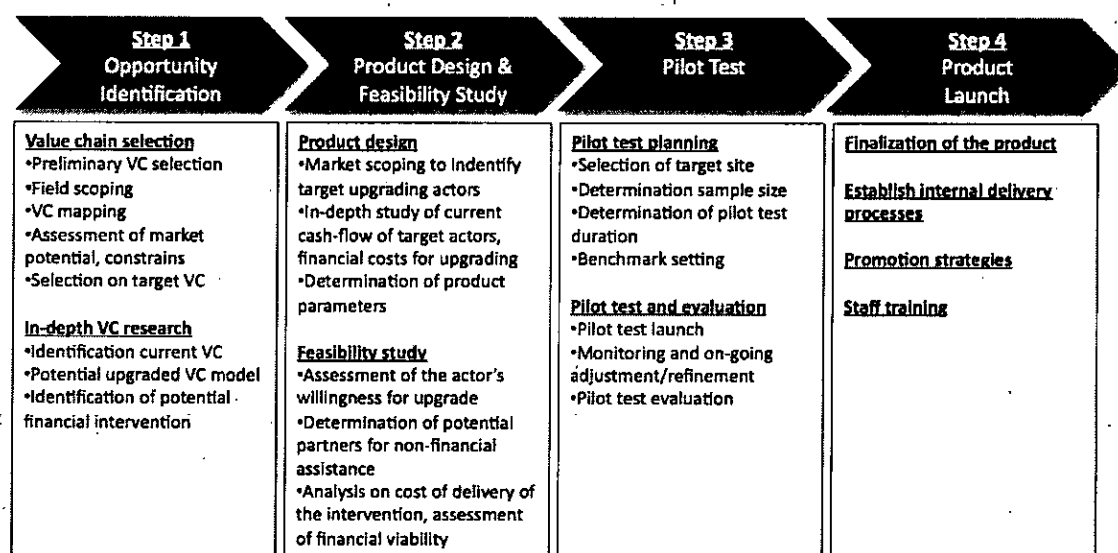 Step 1
Opportunity
Identification
Step 2
Product Design &
Feasibility Study
Step 3
Pilot Test
Step 4
Product
Launch
Value chain selection
•Preliminary VC selection
•Field scoping
•VC mapping
•Assessment of market
potential, constrains
•Selection on target VC
In-depth VC research
•Identification current VC
•Potential upgraded VC model
•Identification of potential
financial intervention
Product design
•Market scoping to indentify
target upgrading actors
•In-depth study of current
cash-flow of target actors,
financial costs for upgrading
•Determination of product
parameters
Feasibility study
•Assessment of the actor's
willingness for upgrade
•Determination of potential
partners for non-financial
assistance
•Analysis on cost of delivery of
the intervention, assessment
of financial viability
Pilot test planning
•Selection of target site
•Determination sample size
•Determination of pilot test
duration
•Benchmark setting
Pilot test and evaluation
•Pilot test launch
•Monitoring and on-going
adjustment/refinement
•Pilot test evaluation
Finalization of the product
Establish internal delivery
processes
Promotion strategies
Staff training